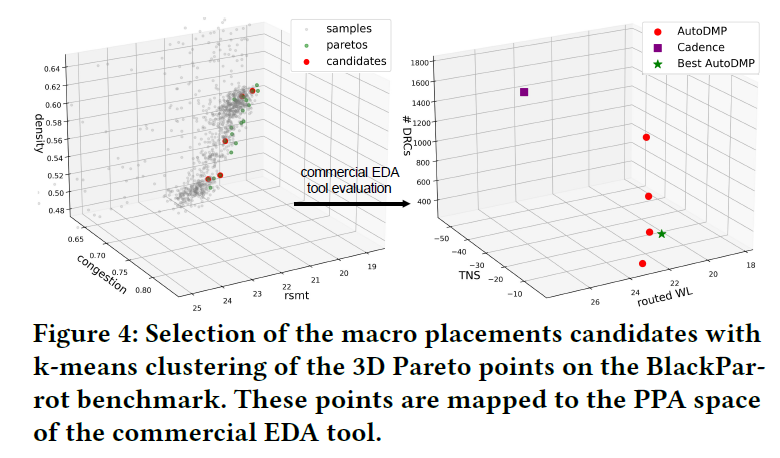 samples
paretos
candidates
0.64
0.62
0.60
0.58
0.56
0.54
0.52
0.50
0.48
density
0.65
0.70
0.75
0.80
congestion
25
24
23
22
21
20
19
rsmt
commercial EDA
tool evaluation
AutoDMP
Cadence
Best AutoDMP
1800
1600
1400
1200
1000
800
600
400
# DRCs
−50
−40
−30
−20
−10
TNS
26
24
22
20
18
routed WL
Figure 4: Selection of the macro placements candidates with
k-means clustering of the 3D Pareto points on the BlackPar-
rot benchmark. These points are mapped to the PPA space
of the commercial EDA tool.